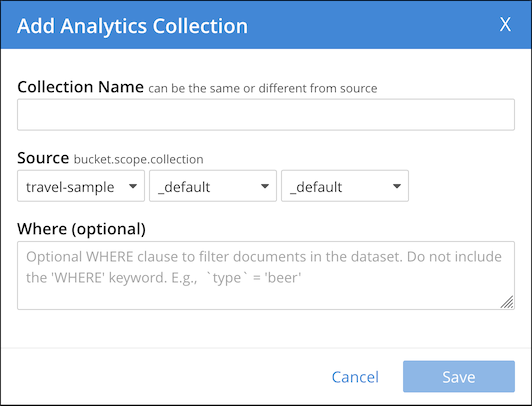 Add Analytics Collection X
Collection Name can be the same or different from source
Source bucket.scope.collection
travel-sample _default _default
Where (optional)
Optional WHERE clause to filter documents in the dataset. Do not include
the 'WHERE' keyword. E.g., `type` = 'beer'
Cancel Save